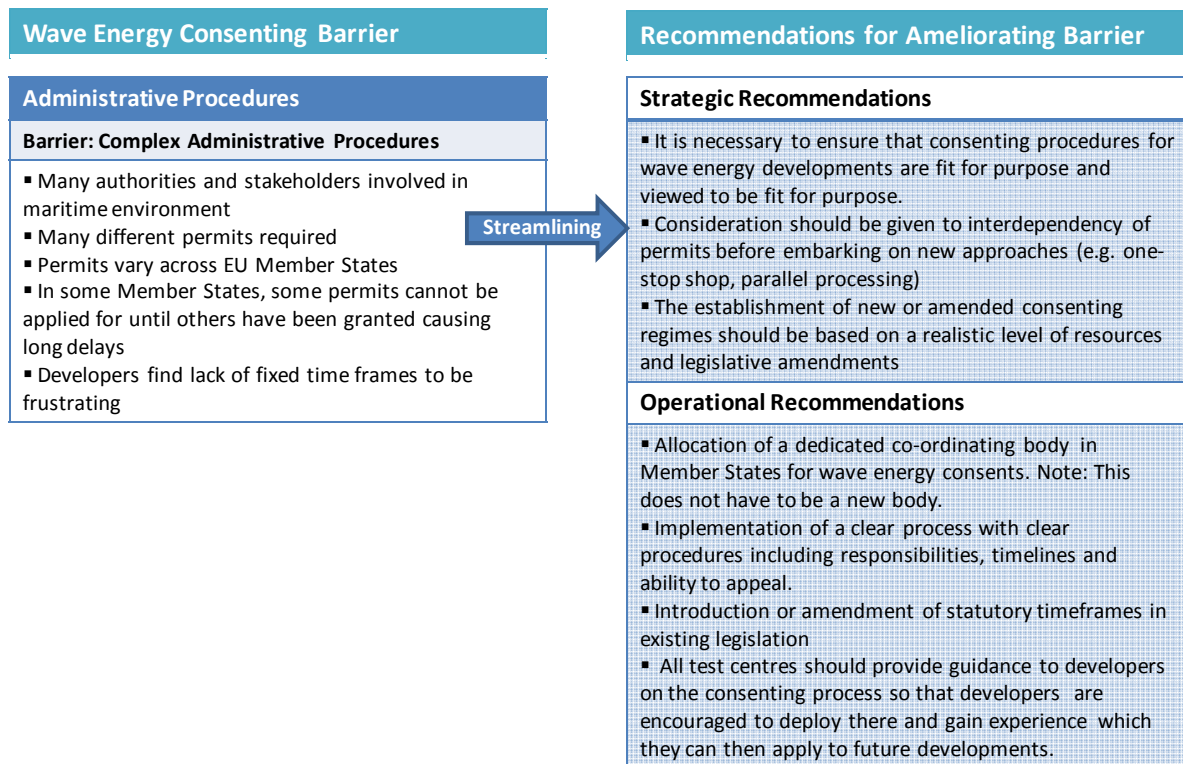 Wave Energy Consenting Barrier
Administrative Procedures
Barrier: Complex Administrative Procedures
▪ Many authorities and stakeholders involved in
maritime environment
▪ Many different permits required
▪ Permits vary across EU Member States
▪ In some Member States, some permits cannot be
applied for until others have been granted causing
long delays
▪ Developers find lack of fixed time frames to be
frustrating
Streamlining
Recommendations for Ameliorating Barrier
Strategic Recommendations
▪ It is necessary to ensure that consenting procedures for
wave energy developments are fit for purpose and
viewed to be fit for purpose.
▪ Consideration should be given to interdependency of
permits before embarking on new approaches (e.g. one-
stop shop, parallel processing)
▪ The establishment of new or amended consenting
regimes should be based on a realistic level of resources
and legislative amendments
Operational Recommendations
▪ Allocation of a dedicated co-ordinating body in
Member States for wave energy consents. Note: This
does not have to be a new body.
▪ Implementation of a clear process with clear
procedures including responsibilities, timelines and
ability to appeal.
▪ Introduction or amendment of statutory timeframes in
existing legislation
▪ All test centres should provide guidance to developers
on the consenting process so that developers are
encouraged to deploy there and gain experience which
they can then apply to future developments.